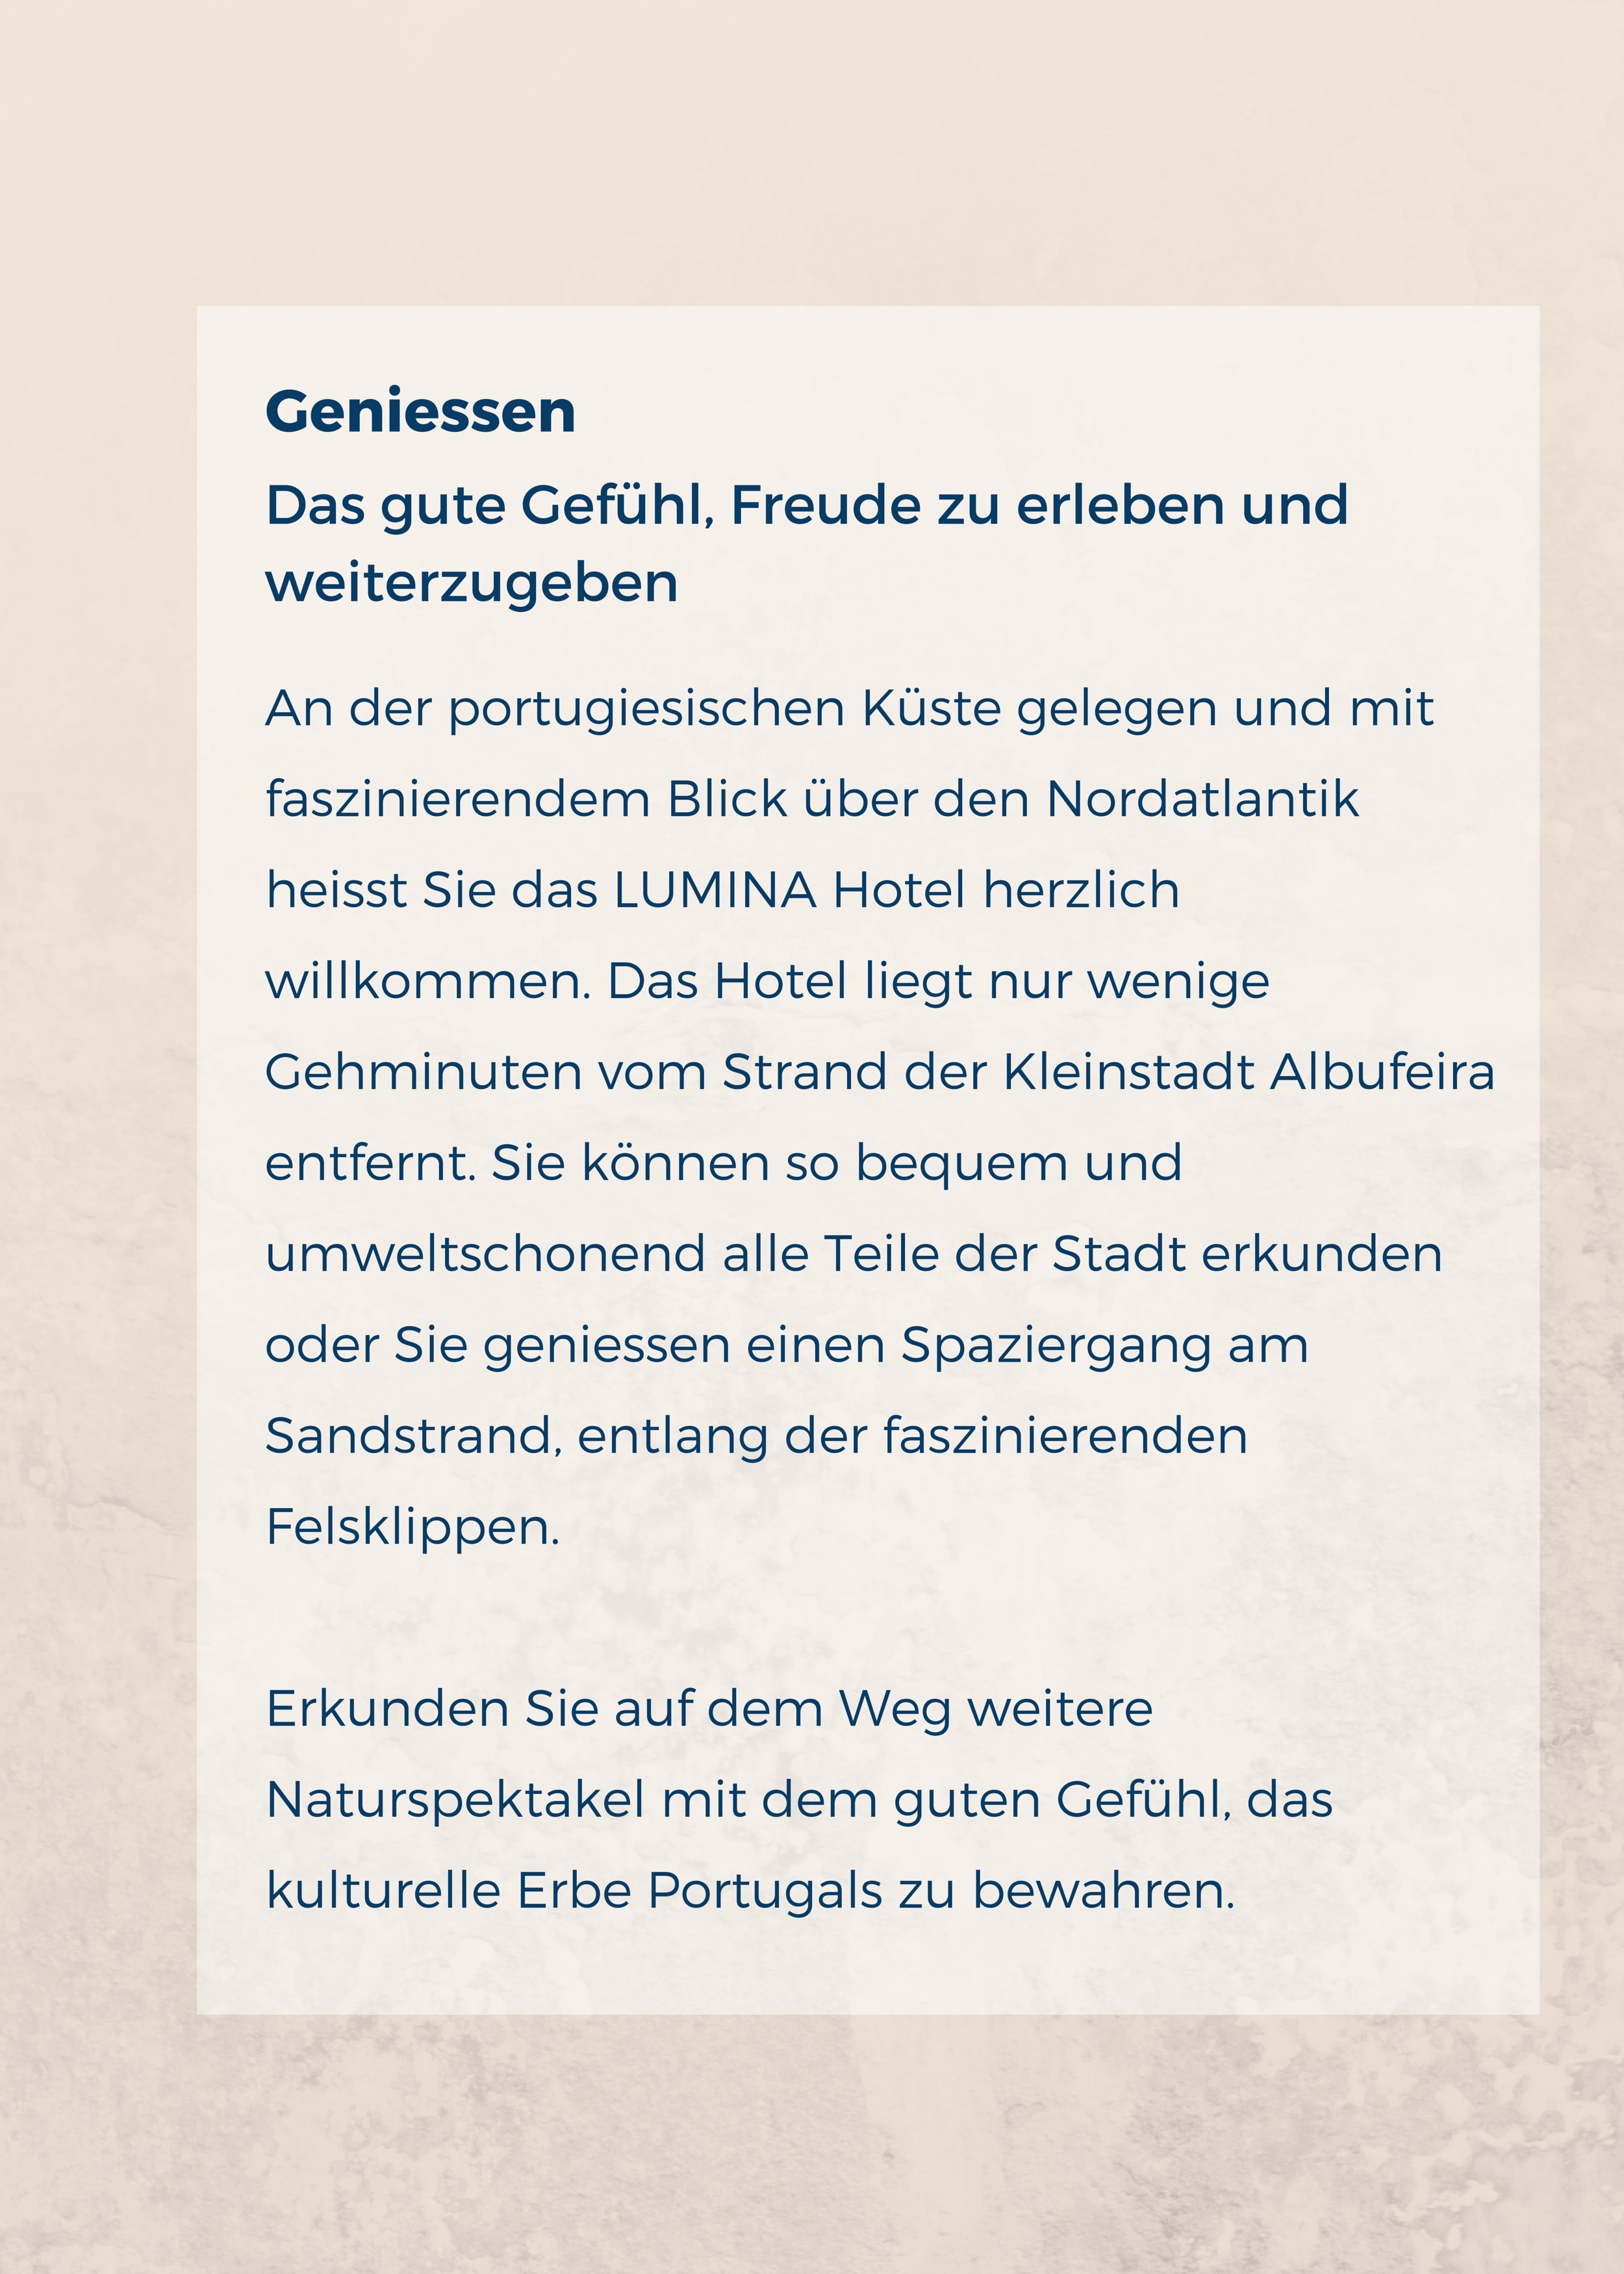 Geniessen
Das gute Gefühl, Freude zu erleben und
weiterzugeben
An der portugiesischen Küste gelegen und mit
faszinierendem Blick über den Nordatlantik
heisst Sie das LUMINA Hotel herzlich
willkommen. Das Hotel liegt nur wenige
Gehminuten vom Strand der Kleinstadt Albufeira
entfernt. Sie können so bequem und
umweltschonend alle Teile der Stadt erkunden
oder Sie geniessen einen Spaziergang am
Sandstrand, entlang der faszinierenden
Felsklippen.
Erkunden Sie auf dem Weg weitere
Naturspektakel mit dem guten Gefühl, das
kulturelle Erbe Portugals zu bewahren.